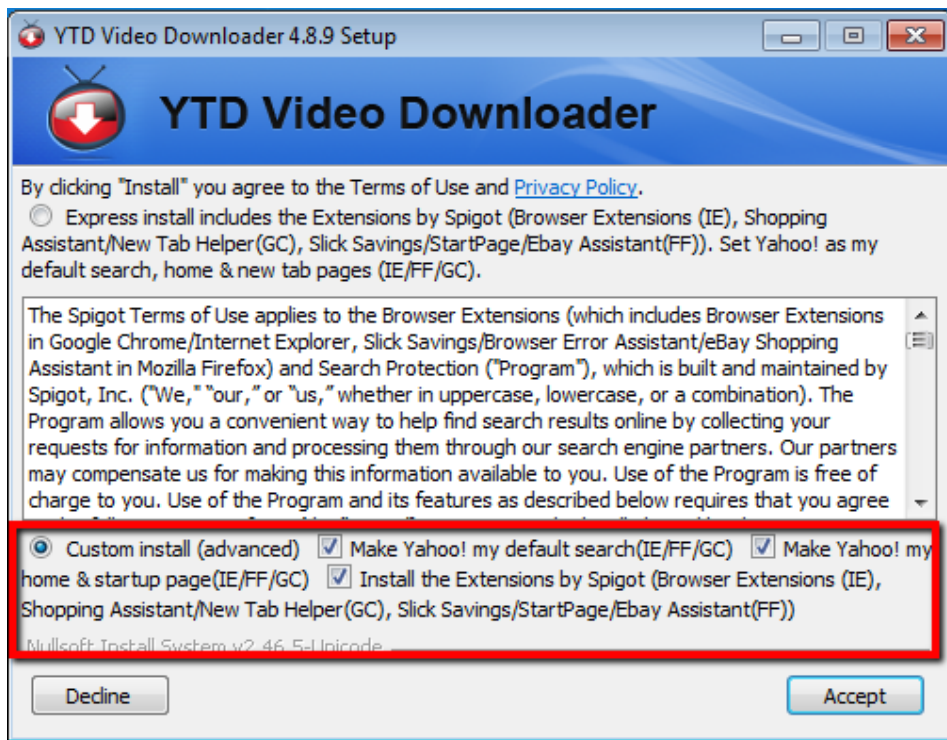 YTD Video Downloader 4.8.9 Setup
YTD Video Downloader
By clicking "Install" you agree to the Terms of Use and Privacy Policy.
Express install includes the Extensions by Spigot (Browser Extensions (IE), Shopping
Assistant/New Tab Helper(GC), Slick Savings/StartPage/Ebay Assistant(FF)). Set Yahoo! as my
default search, home & new tab pages (IE/FF/GC).
The Spigot Terms of Use applies to the Browser Extensions (which includes Browser Extensions
in Google Chrome/Internet Explorer, Slick Savings/Browser Error Assistant/eBay Shopping
Assistant in Mozilla Firefox) and Search Protection ("Program"), which is built and maintained by
Spigot, Inc. ("We," “our,” or “us,” whether in uppercase, lowercase, or a combination). The
Program allows you a convenient way to help find search results online by collecting your
requests for information and processing them through our search engine partners. Our partners
may compensate us for making this information available to you. Use of the Program is free of
charge to you. Use of the Program and its features as described below requires that you agree
Custom install (advanced) Make Yahoo! my default search(IE/FF/GC) Make Yahoo! my
home & startup page(IE/FF/GC) Install the Extensions by Spigot (Browser Extensions (IE),
Shopping Assistant/New Tab Helper(GC), Slick Savings/StartPage/Ebay Assistant(FF))
Nullsoft Install System v2.46.5-Unicode
Decline Accept